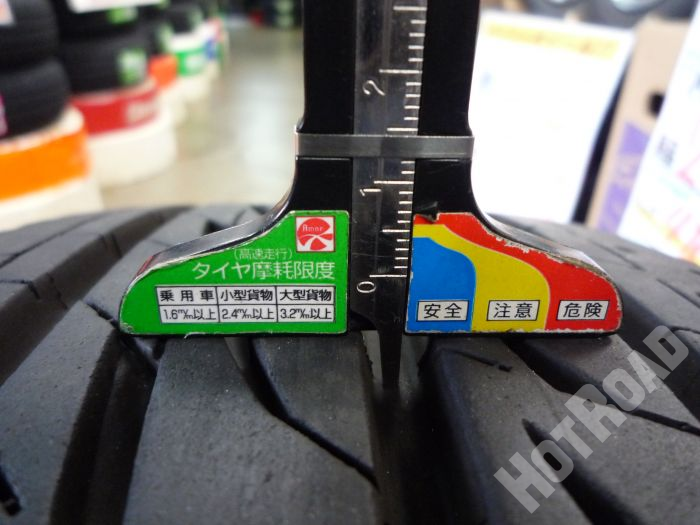 2
1
0
Amor
(高速走行)
タイヤ摩耗限度
乗用車 小型貨物 大型貨物
1.6㎜以上 2.4㎜以上 3.2㎜以上
安全 注意 危険
HOTROAD